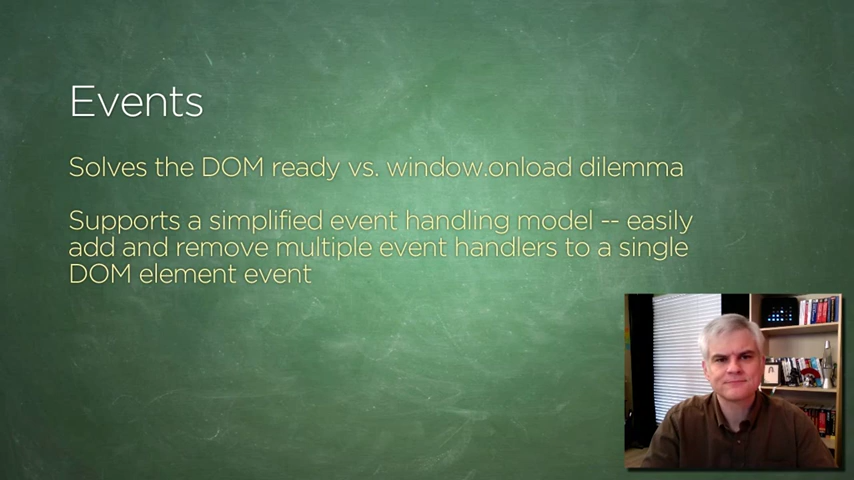 Events
Solves the DOM ready vs. window.onload dilemma
Supports a simplified event handling model -- easily
add and remove multiple event handlers to a single
DOM element event